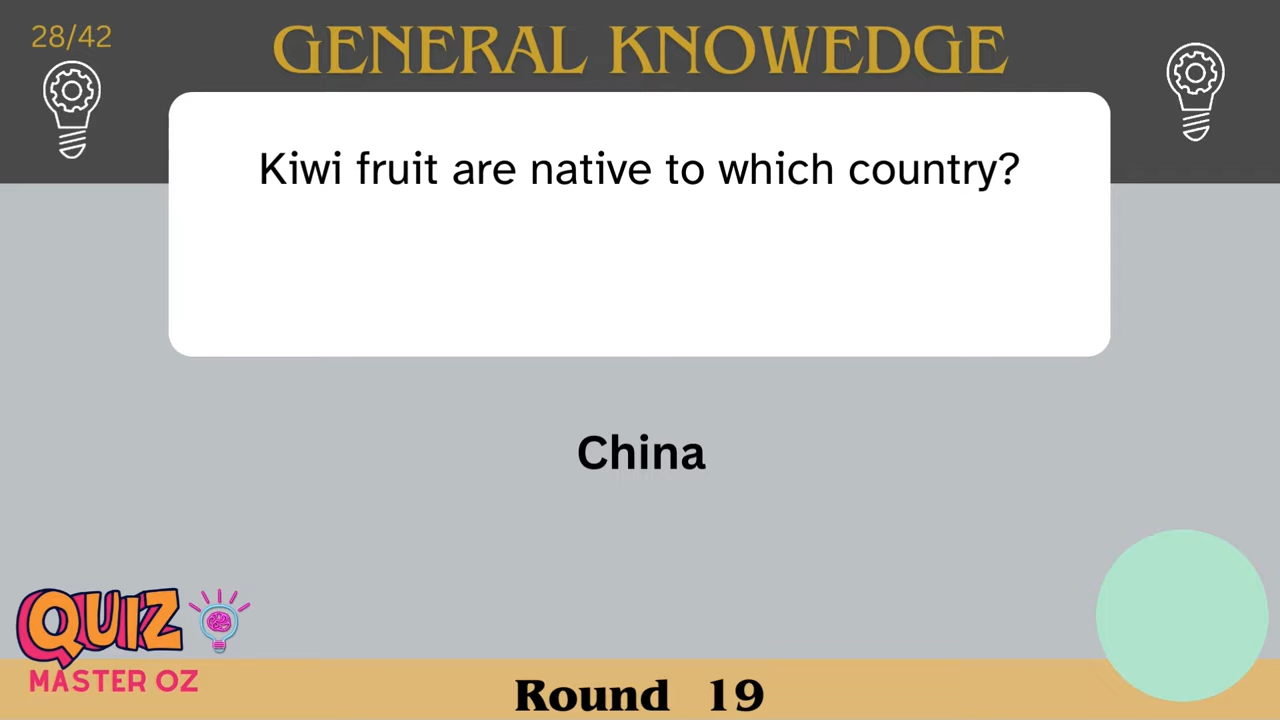 28/42
GENERAL KNOWEDGE
Kiwi fruit are native to which country?
China
QUIZ
MASTER OZ
Round 19